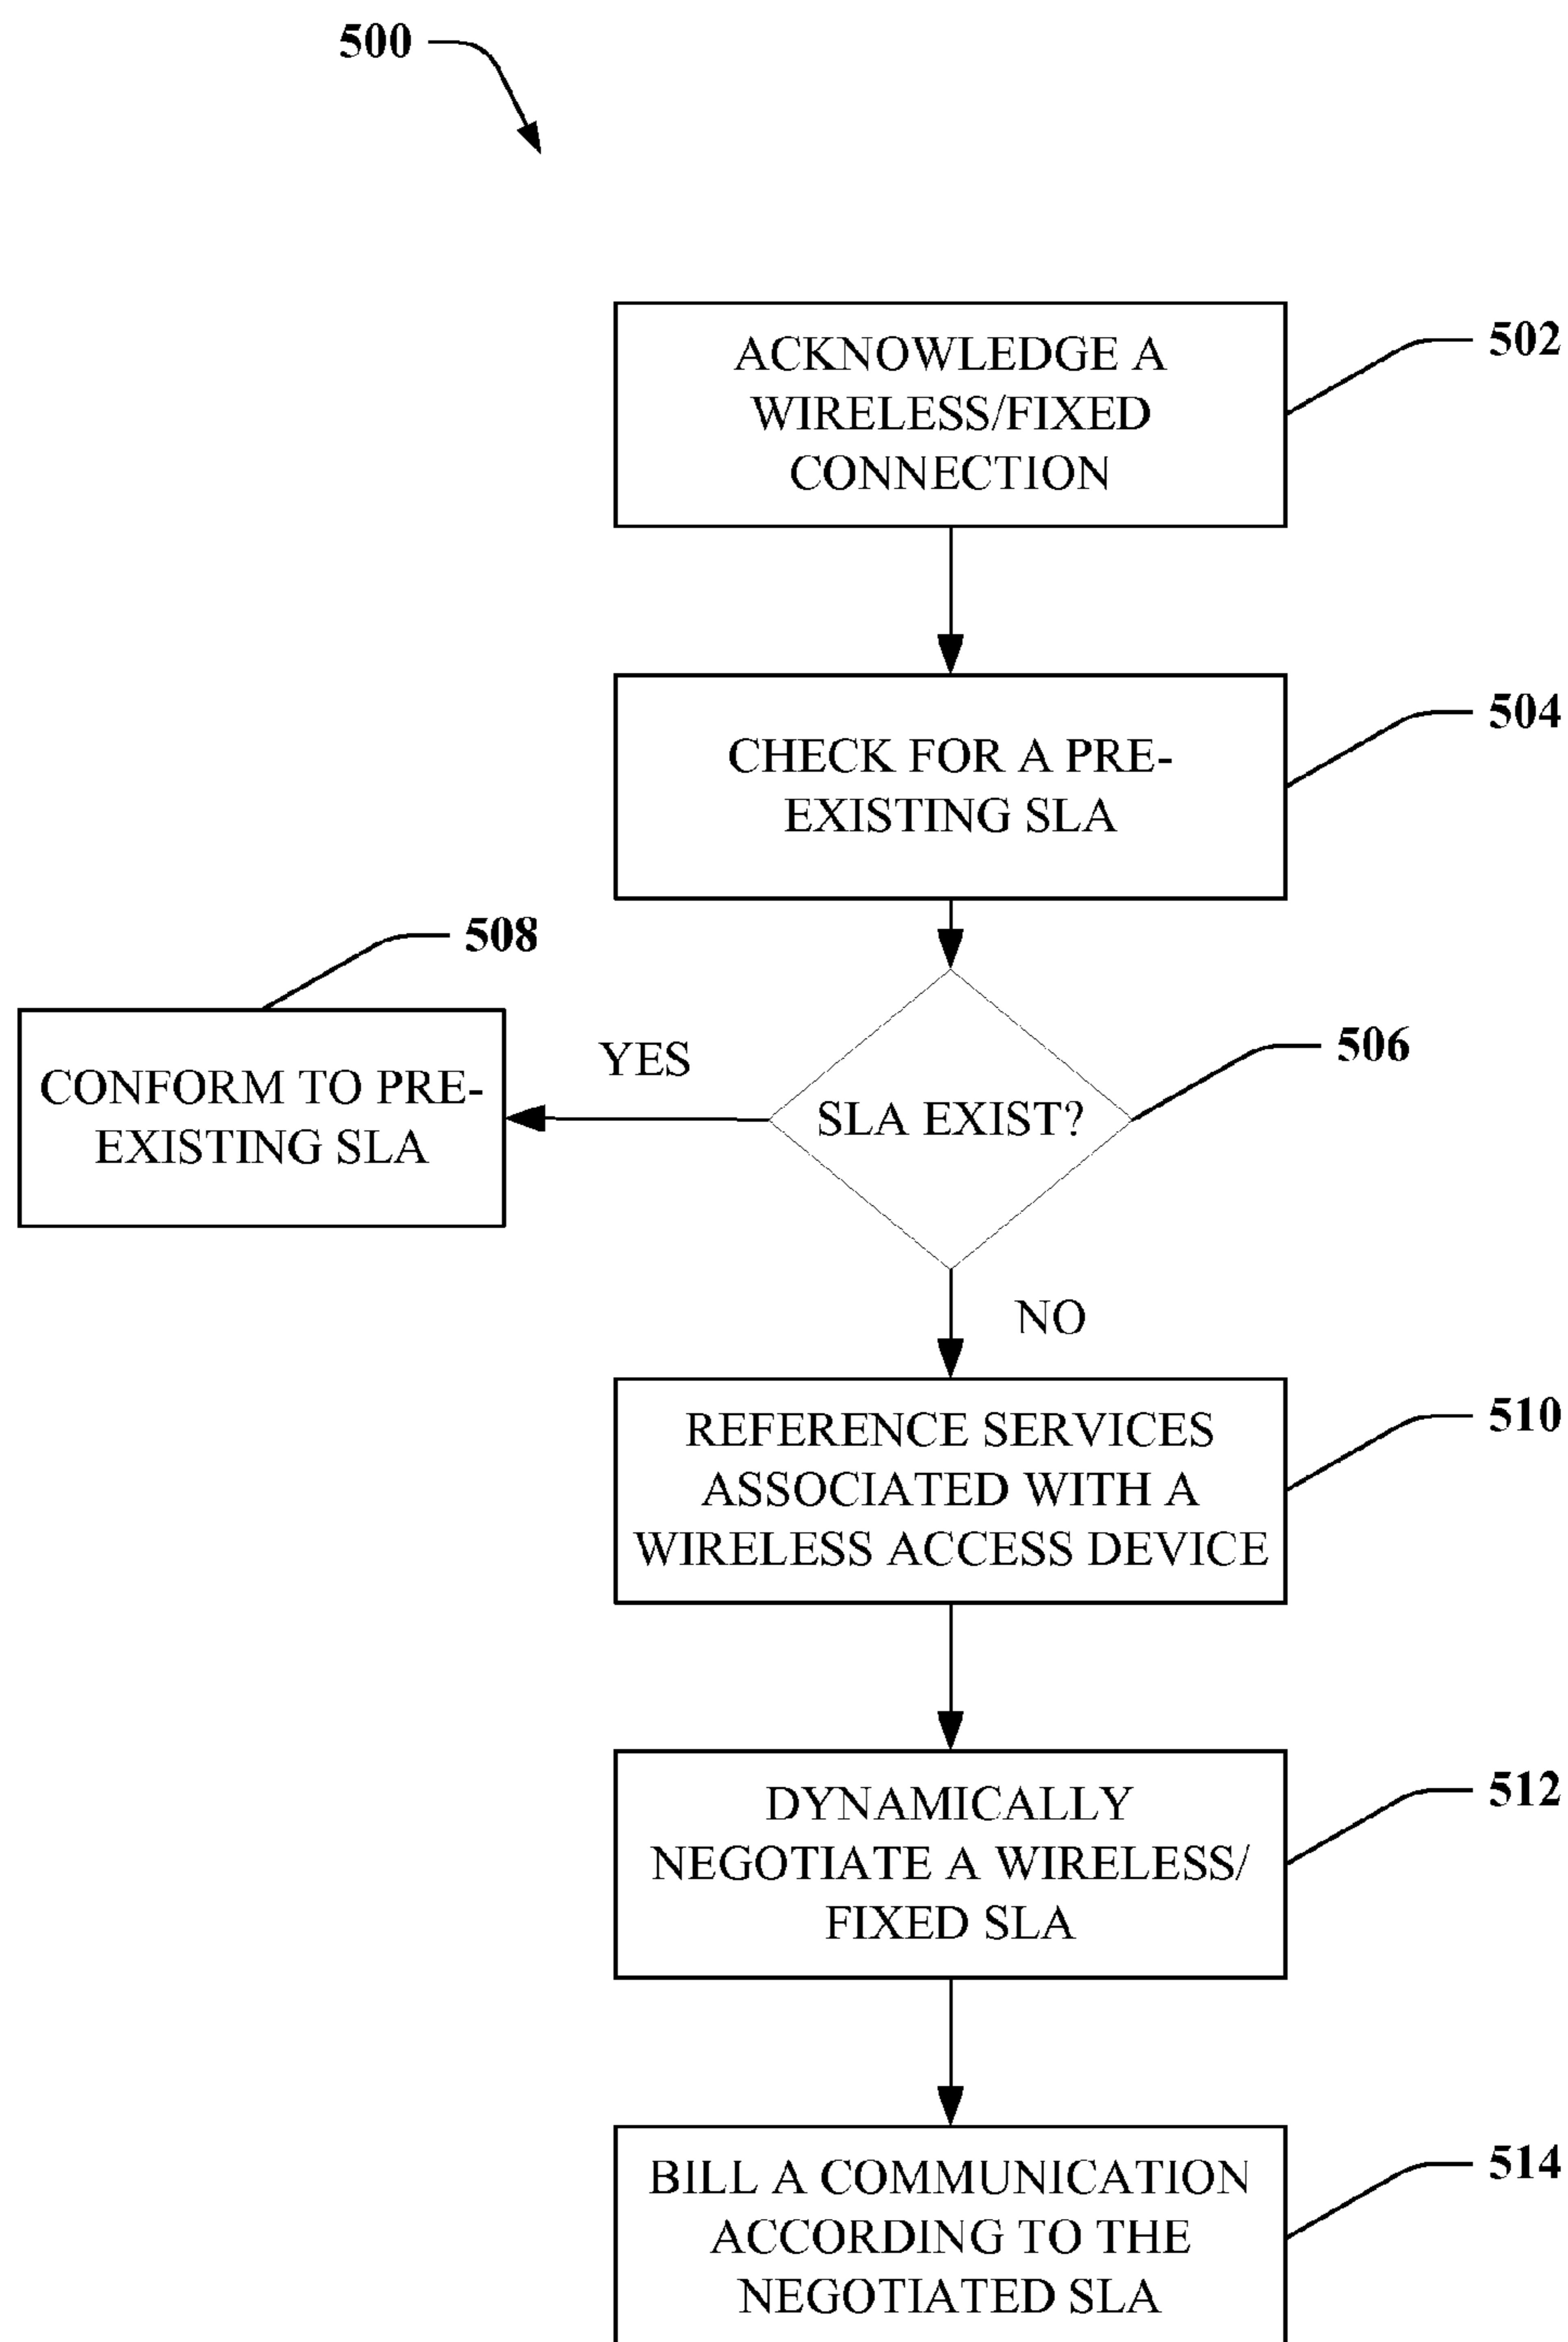 500
ACKNOWLEDGE A
WIRELESS/FIXED
CONNECTION
502
CHECK FOR A PRE-
EXISTING SLA
504
508
CONFORM TO PRE-
EXISTING SLA
YES
SLA EXIST?
506
NO
REFERENCE SERVICES
ASSOCIATED WITH A
WIRELESS ACCESS DEVICE
510
DYNAMICALLY
NEGOTIATE A WIRELESS/
FIXED SLA
512
BILL A COMMUNICATION
ACCORDING TO THE
NEGOTIATED SLA
514